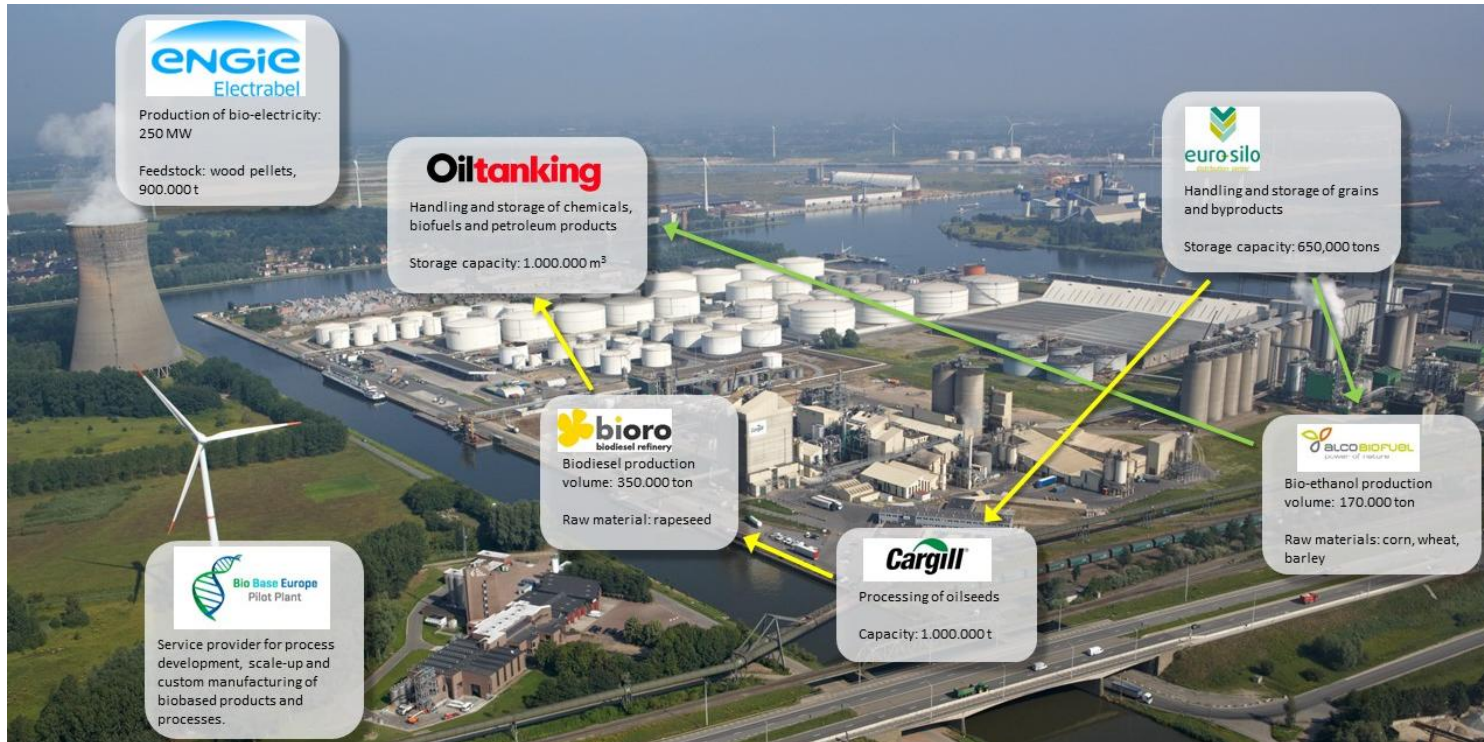 ENGIE
Electrabel
Production of bio-electricity:
250 MW
Feedstock: wood pellets,
900.000 t
Oiltanking
Handling and storage of chemicals,
biofuels and petroleum products
Storage capacity: 1.000.000 m³
euro-silo
Handling and storage of grains
and byproducts
Storage capacity: 650,000 tons
bioro
biodiesel refinery
Biodiesel production
volume: 350.000 ton
Raw material: rapeseed
ALCOBIOFUEL
power of nature
Bio-ethanol production
volume: 170.000 ton
Raw materials: corn, wheat,
barley
Cargill
Processing of oilseeds
Capacity: 1.000.000 t
Bio Base Europe
Pilot Plant
Service provider for process
development, scale-up and
custom manufacturing of
biobased products and
processes.